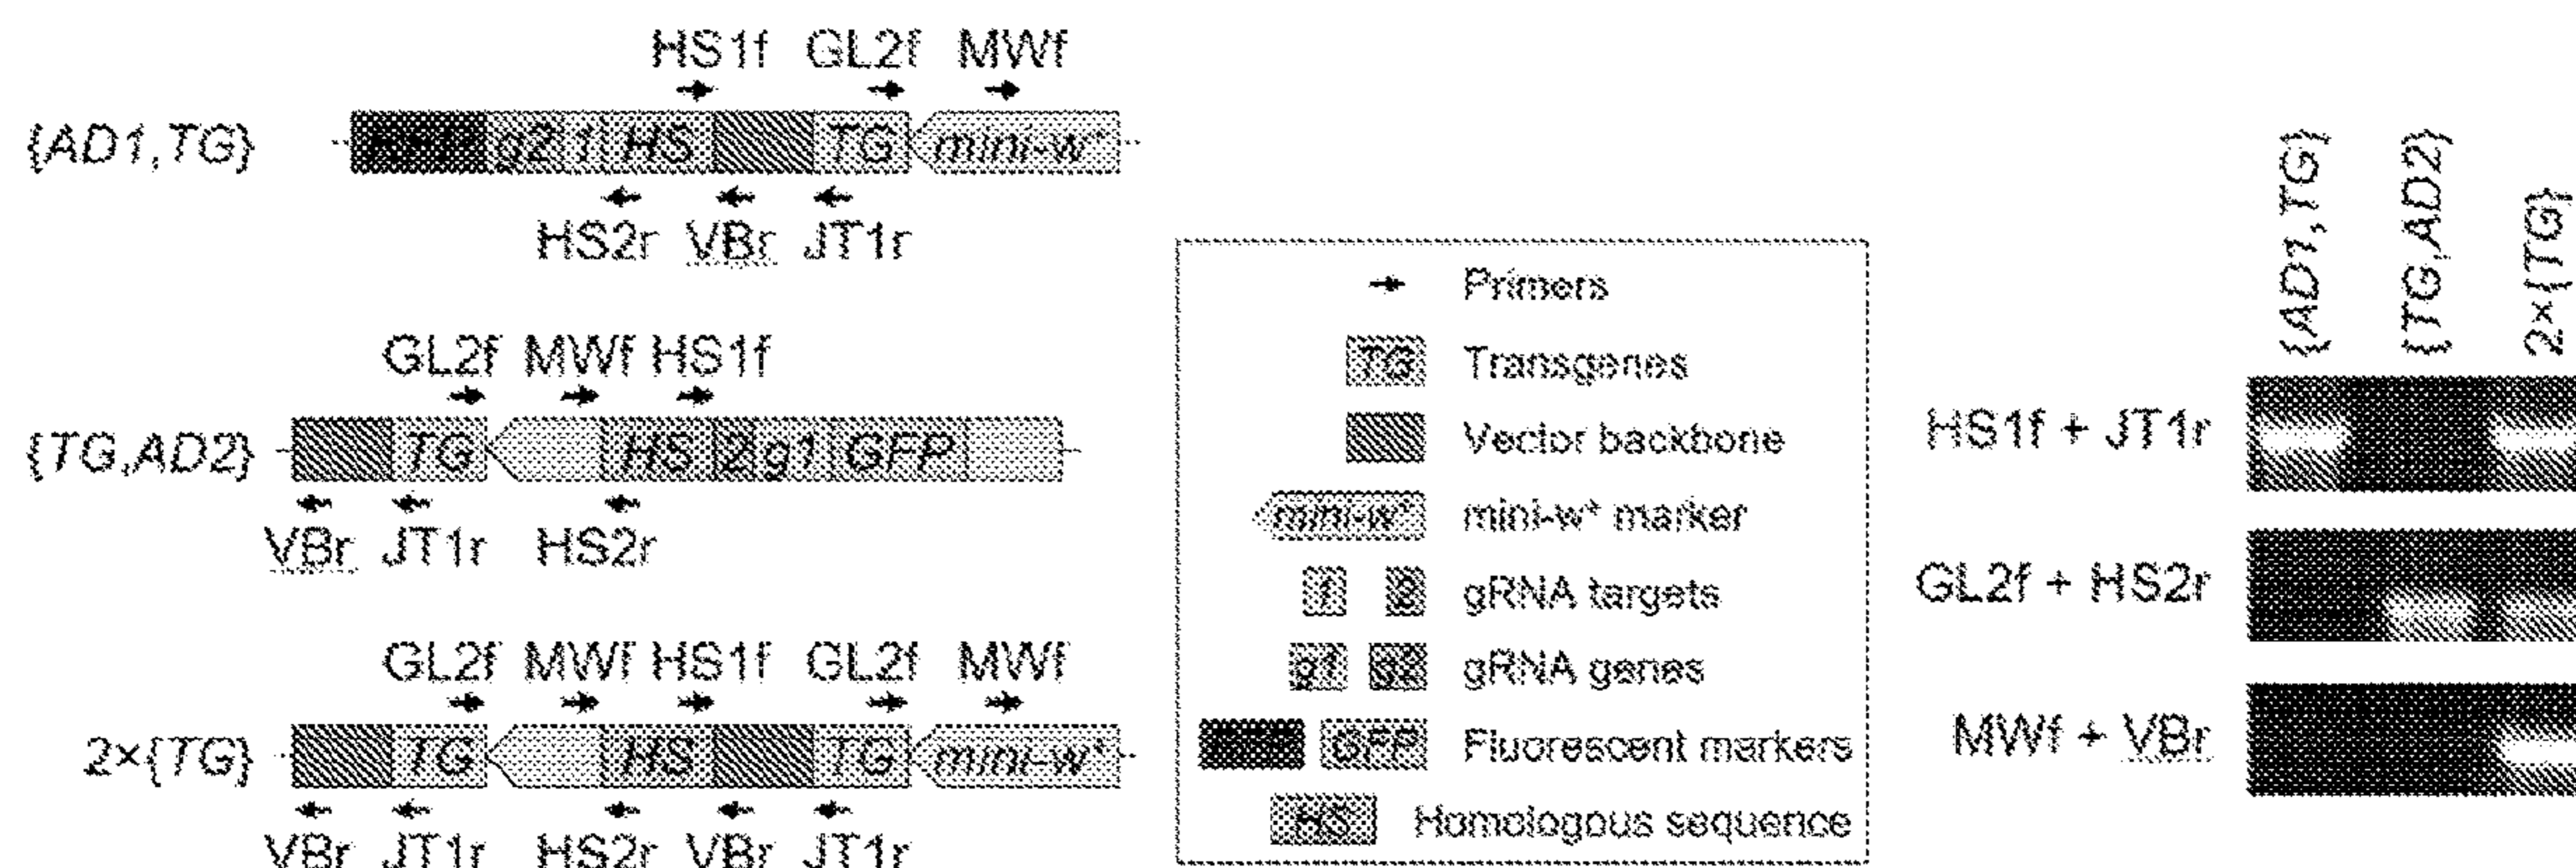 HS1f GL2f MWf
{AD1,TG} g2 1 HS TG mini-w+
HS2r VBr JT1r
GL2f MWf HS1f
{TG,AD2} TG HS 2 g1 GFP
VBr JT1r HS2r
GL2f MWf HS1f GL2f MWf
2×{TG} TG HS TG mini-w+
VBr JT1r HS2r VBr JT1r
Primers
TG Transgenes
Vector backbone
mini-w+ mini-w+ marker
1 2 gRNA targets
g1 g2 gRNA genes
GFP Fluorescent markers
HS Homologous sequence
{AD1,TG} {TG,AD2} 2×{TG}
HS1f + JT1r
GL2f + HS2r
MWf + VBr